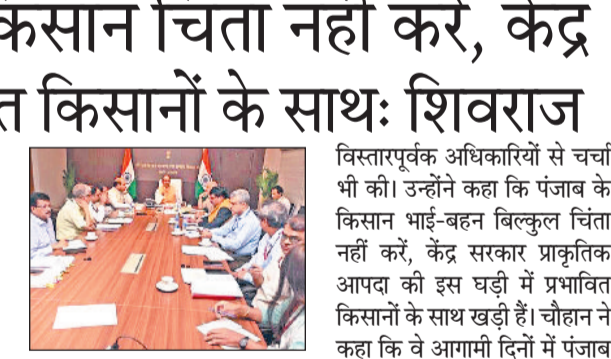 किसान चिंता नहीं करें, केंद्र
किसानों के साथः शिवराज
विस्तारपूर्वक अधिकारियों से चर्चा
भी की। उन्होंने कहा कि पंजाब के
किसान भाई-बहन बिल्कुल चिंता
नहीं करें, केंद्र सरकार प्राकृतिक
आपदा की इस घड़ी में प्रभावित
किसानों के साथ खड़ी हैं। चौहान ने
कहा कि वे आगामी दिनों में पंजाब